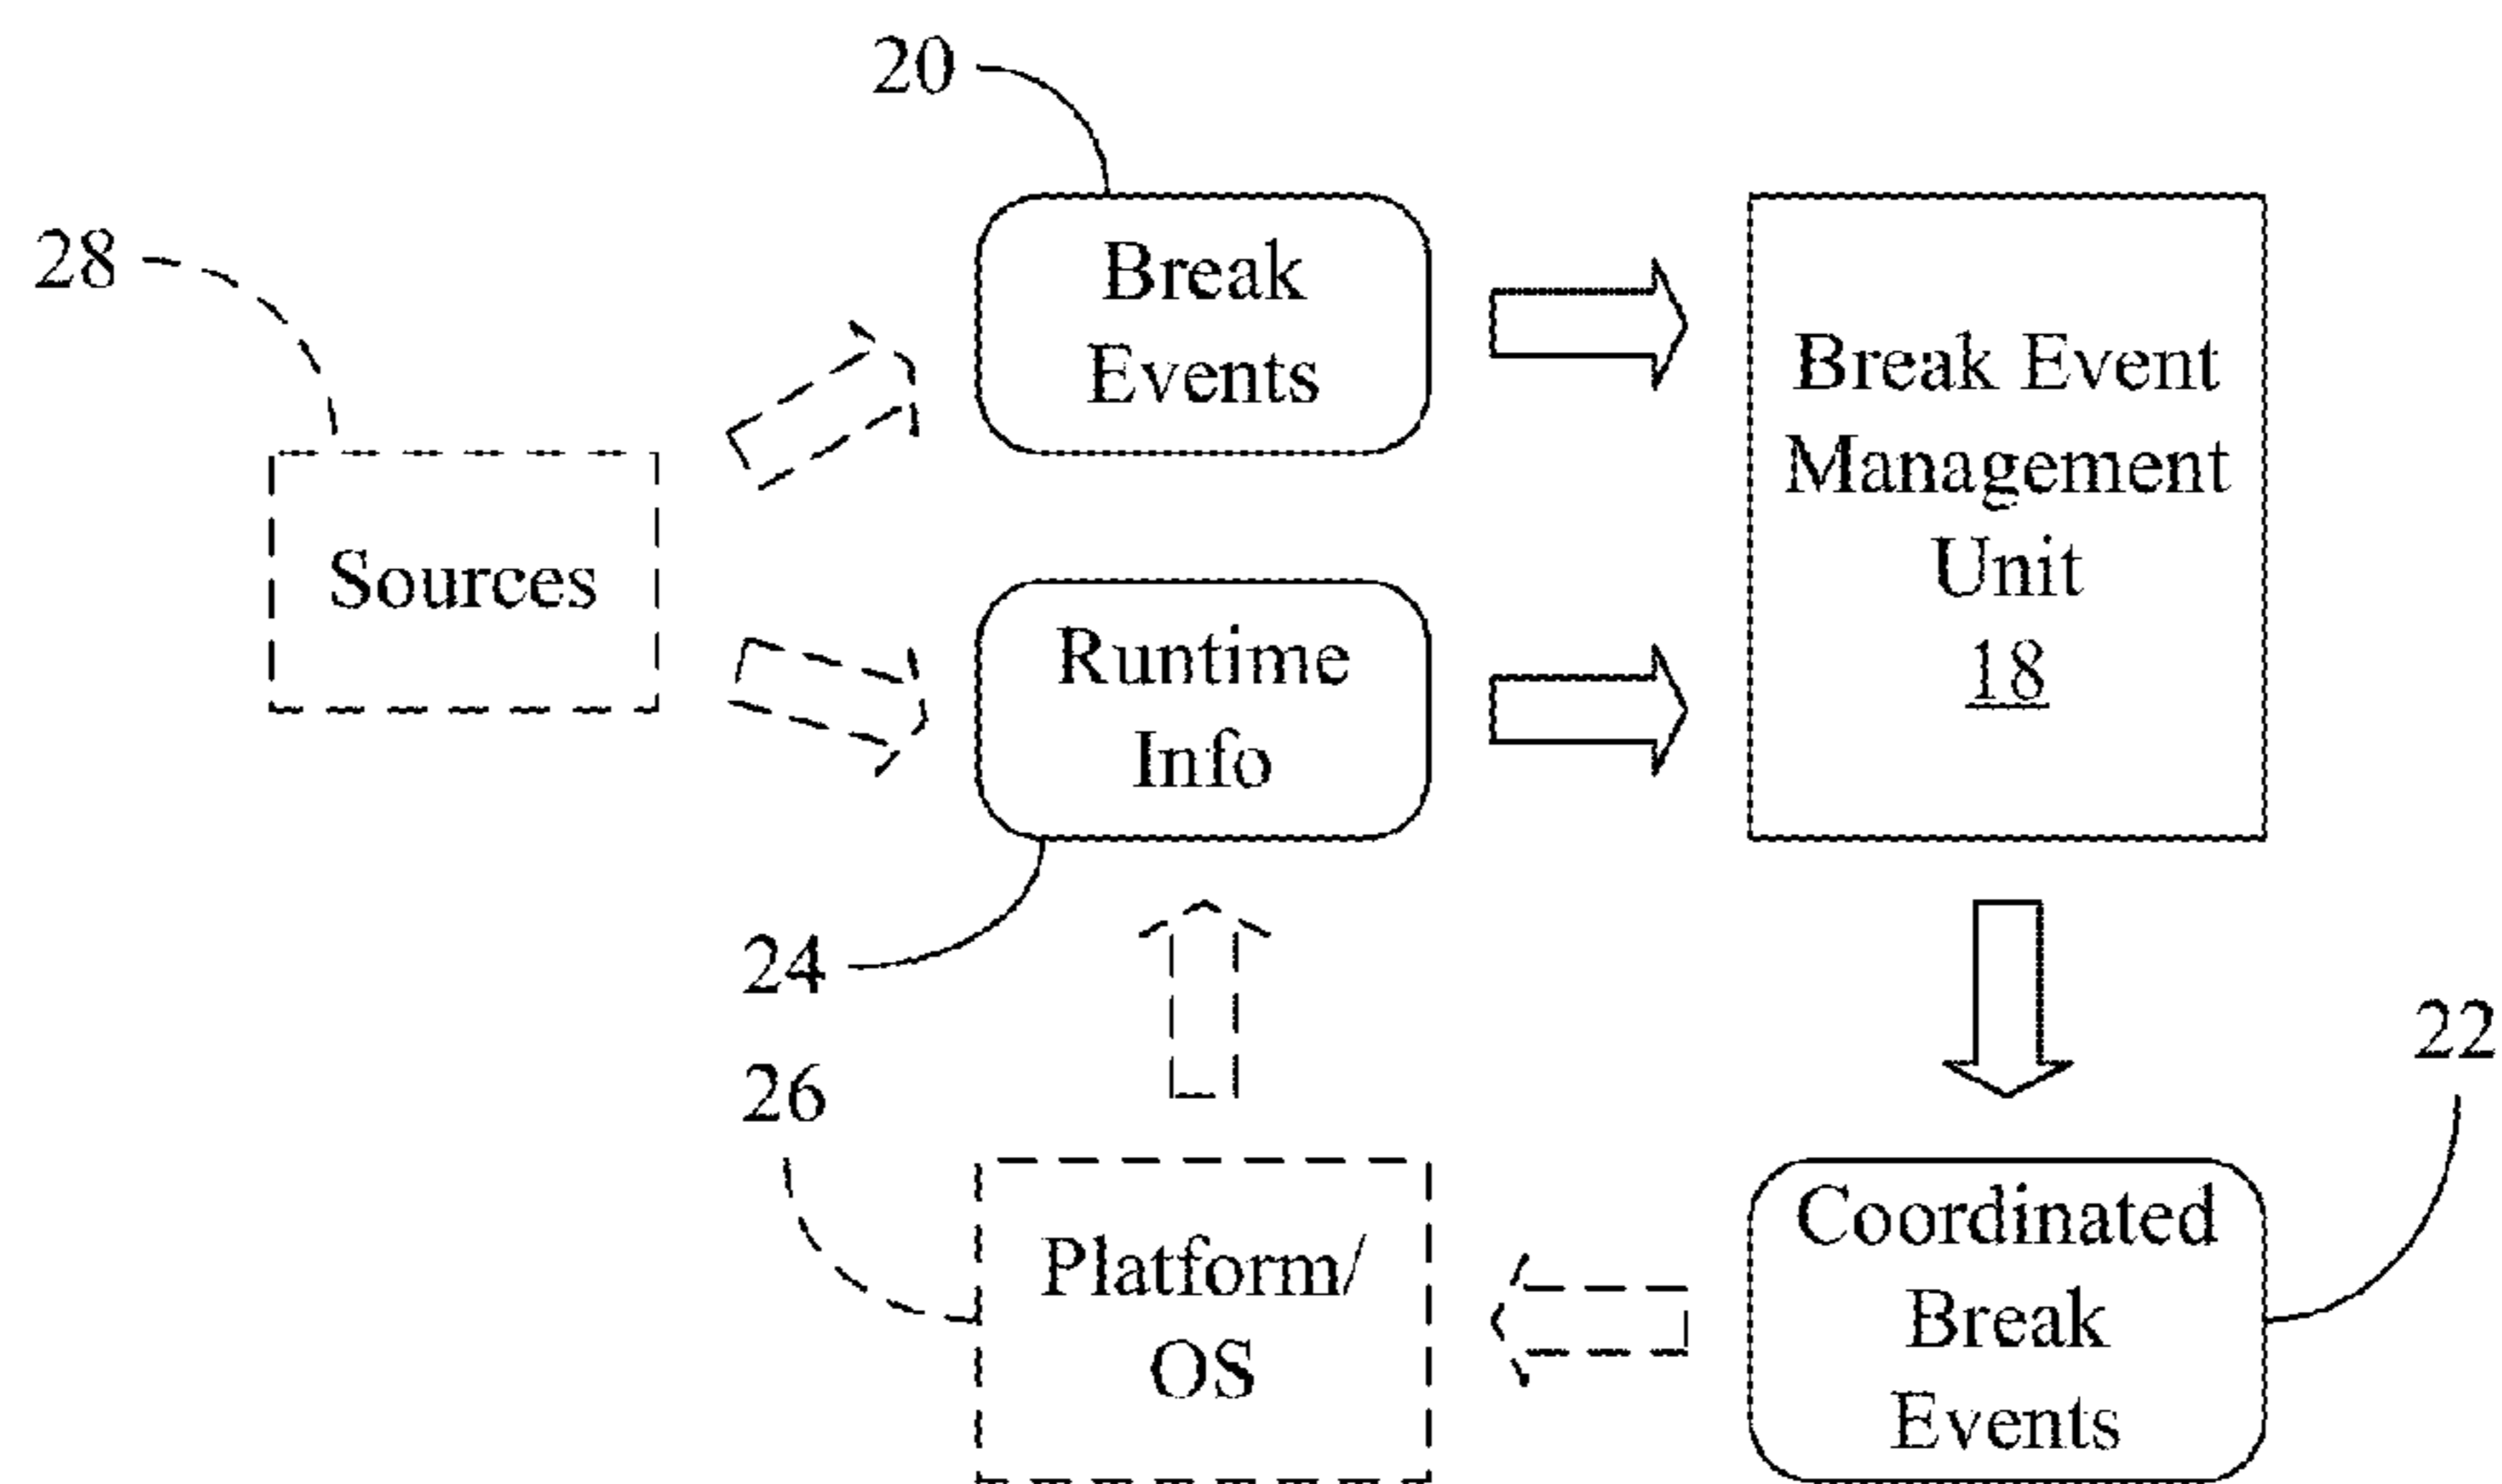 20
28
Break
Events
Break Event
Management
Unit
18
Sources
Runtime
Info
24
26
22
Platform/
OS
Coordinated
Break
Events